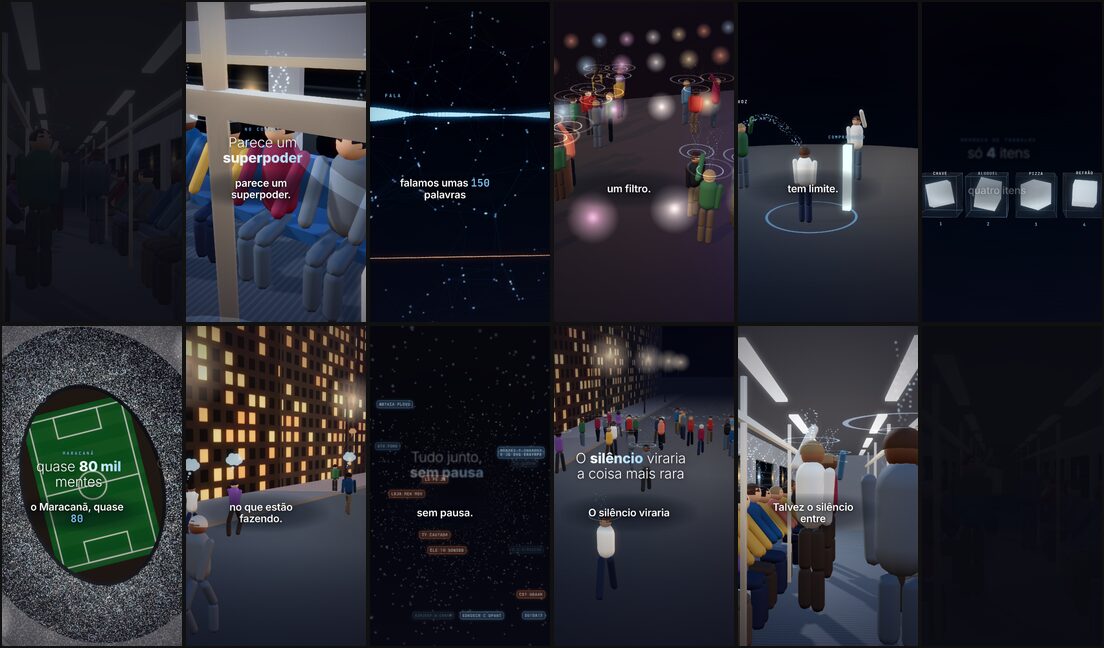 Parece um
superpoder
parece um
superpoder.
FALA
falamos umas 150
palavras
um filtro.
VOZ
tem limite.
só 4 itens
CHAVE
ALUGUEL
PIZZA
REFRÃO
quatro itens
1
2
3
4
MARACANÃ
quase 80 mil
mentes
o Maracanã, quase
80
no que estão
fazendo.
Tudo junto,
sem pausa
sem pausa.
O silêncio viraria
a coisa mais rara
O silêncio viraria
Talvez o silêncio
entre